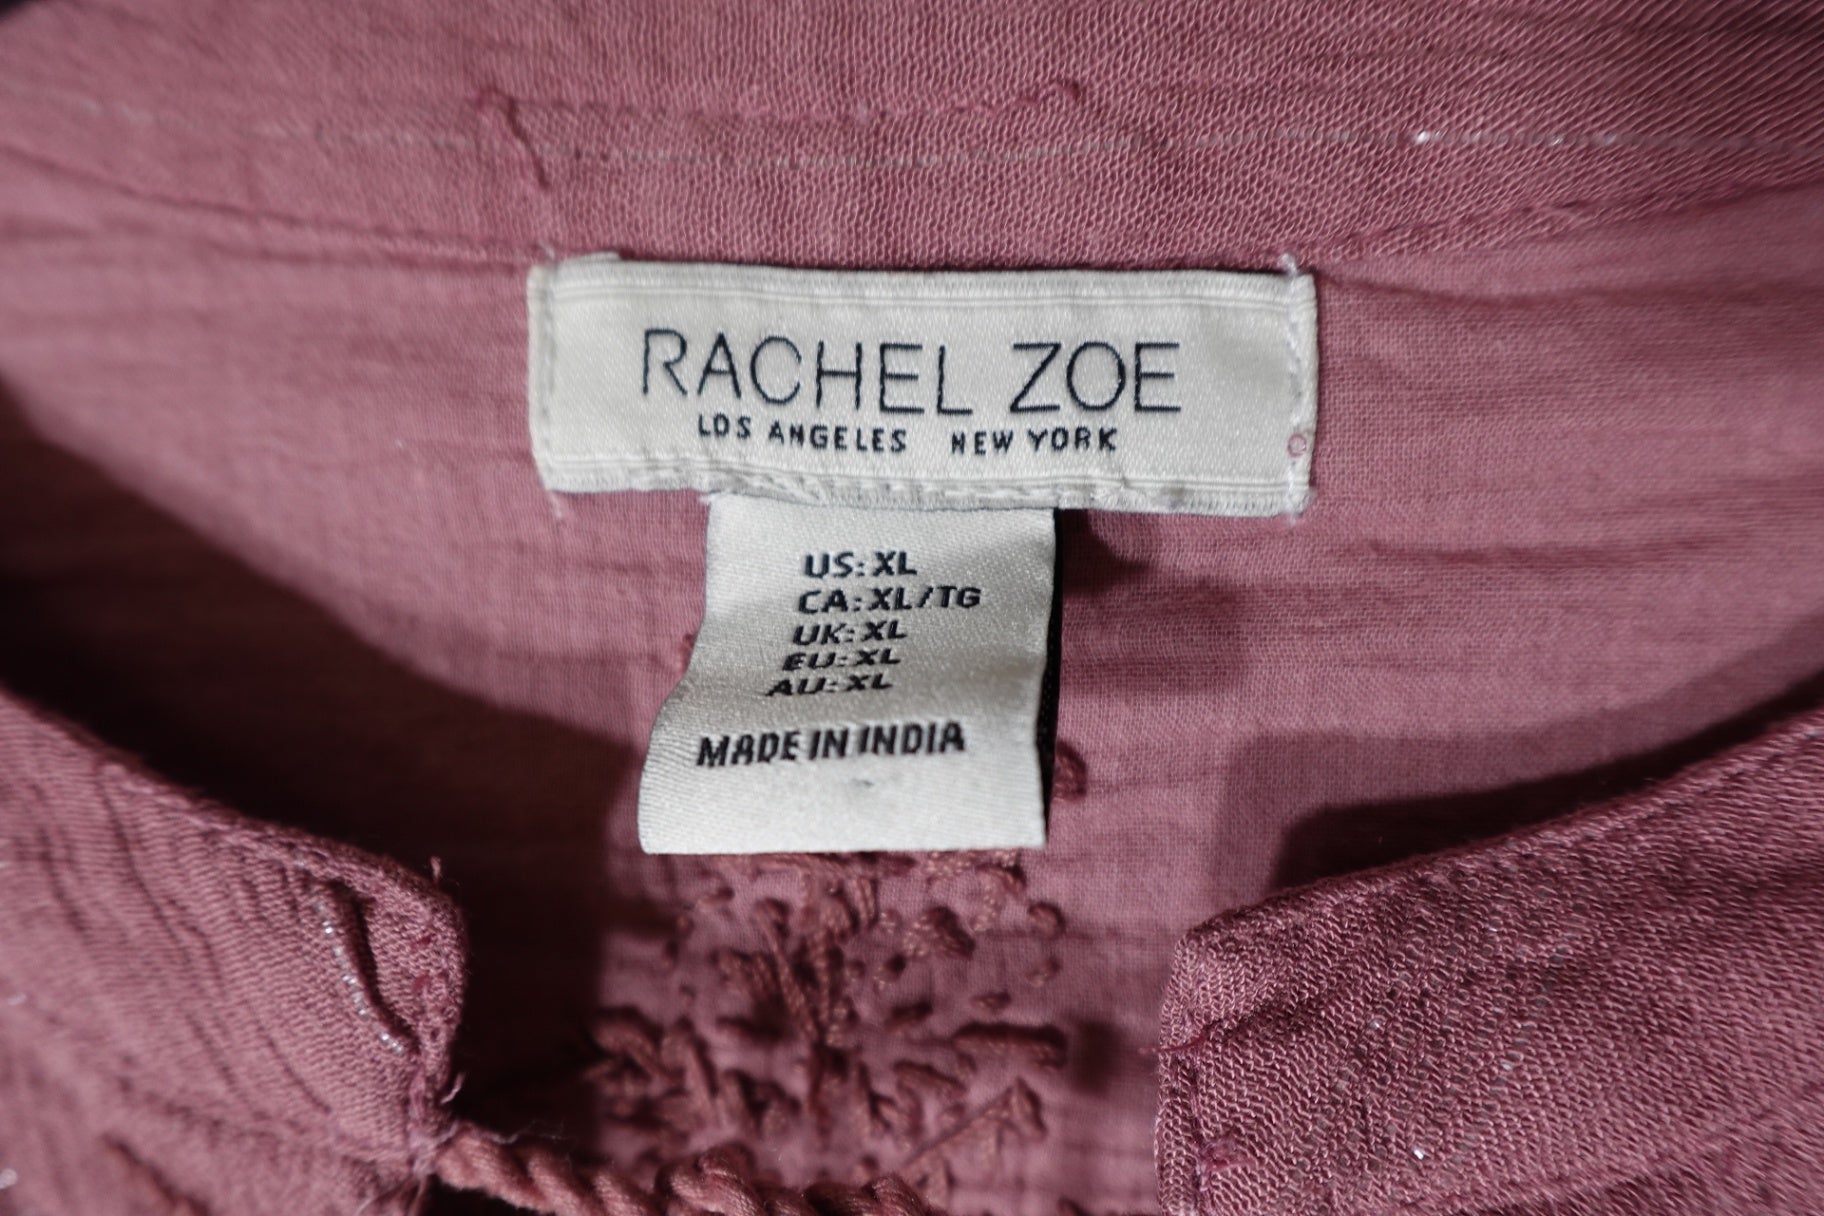 RACHEL ZOE
LOS ANGELES NEW YORK
US: XL
CA: XL/TG
UK: XL
EU: XL
AU: XL
MADE IN INDIA